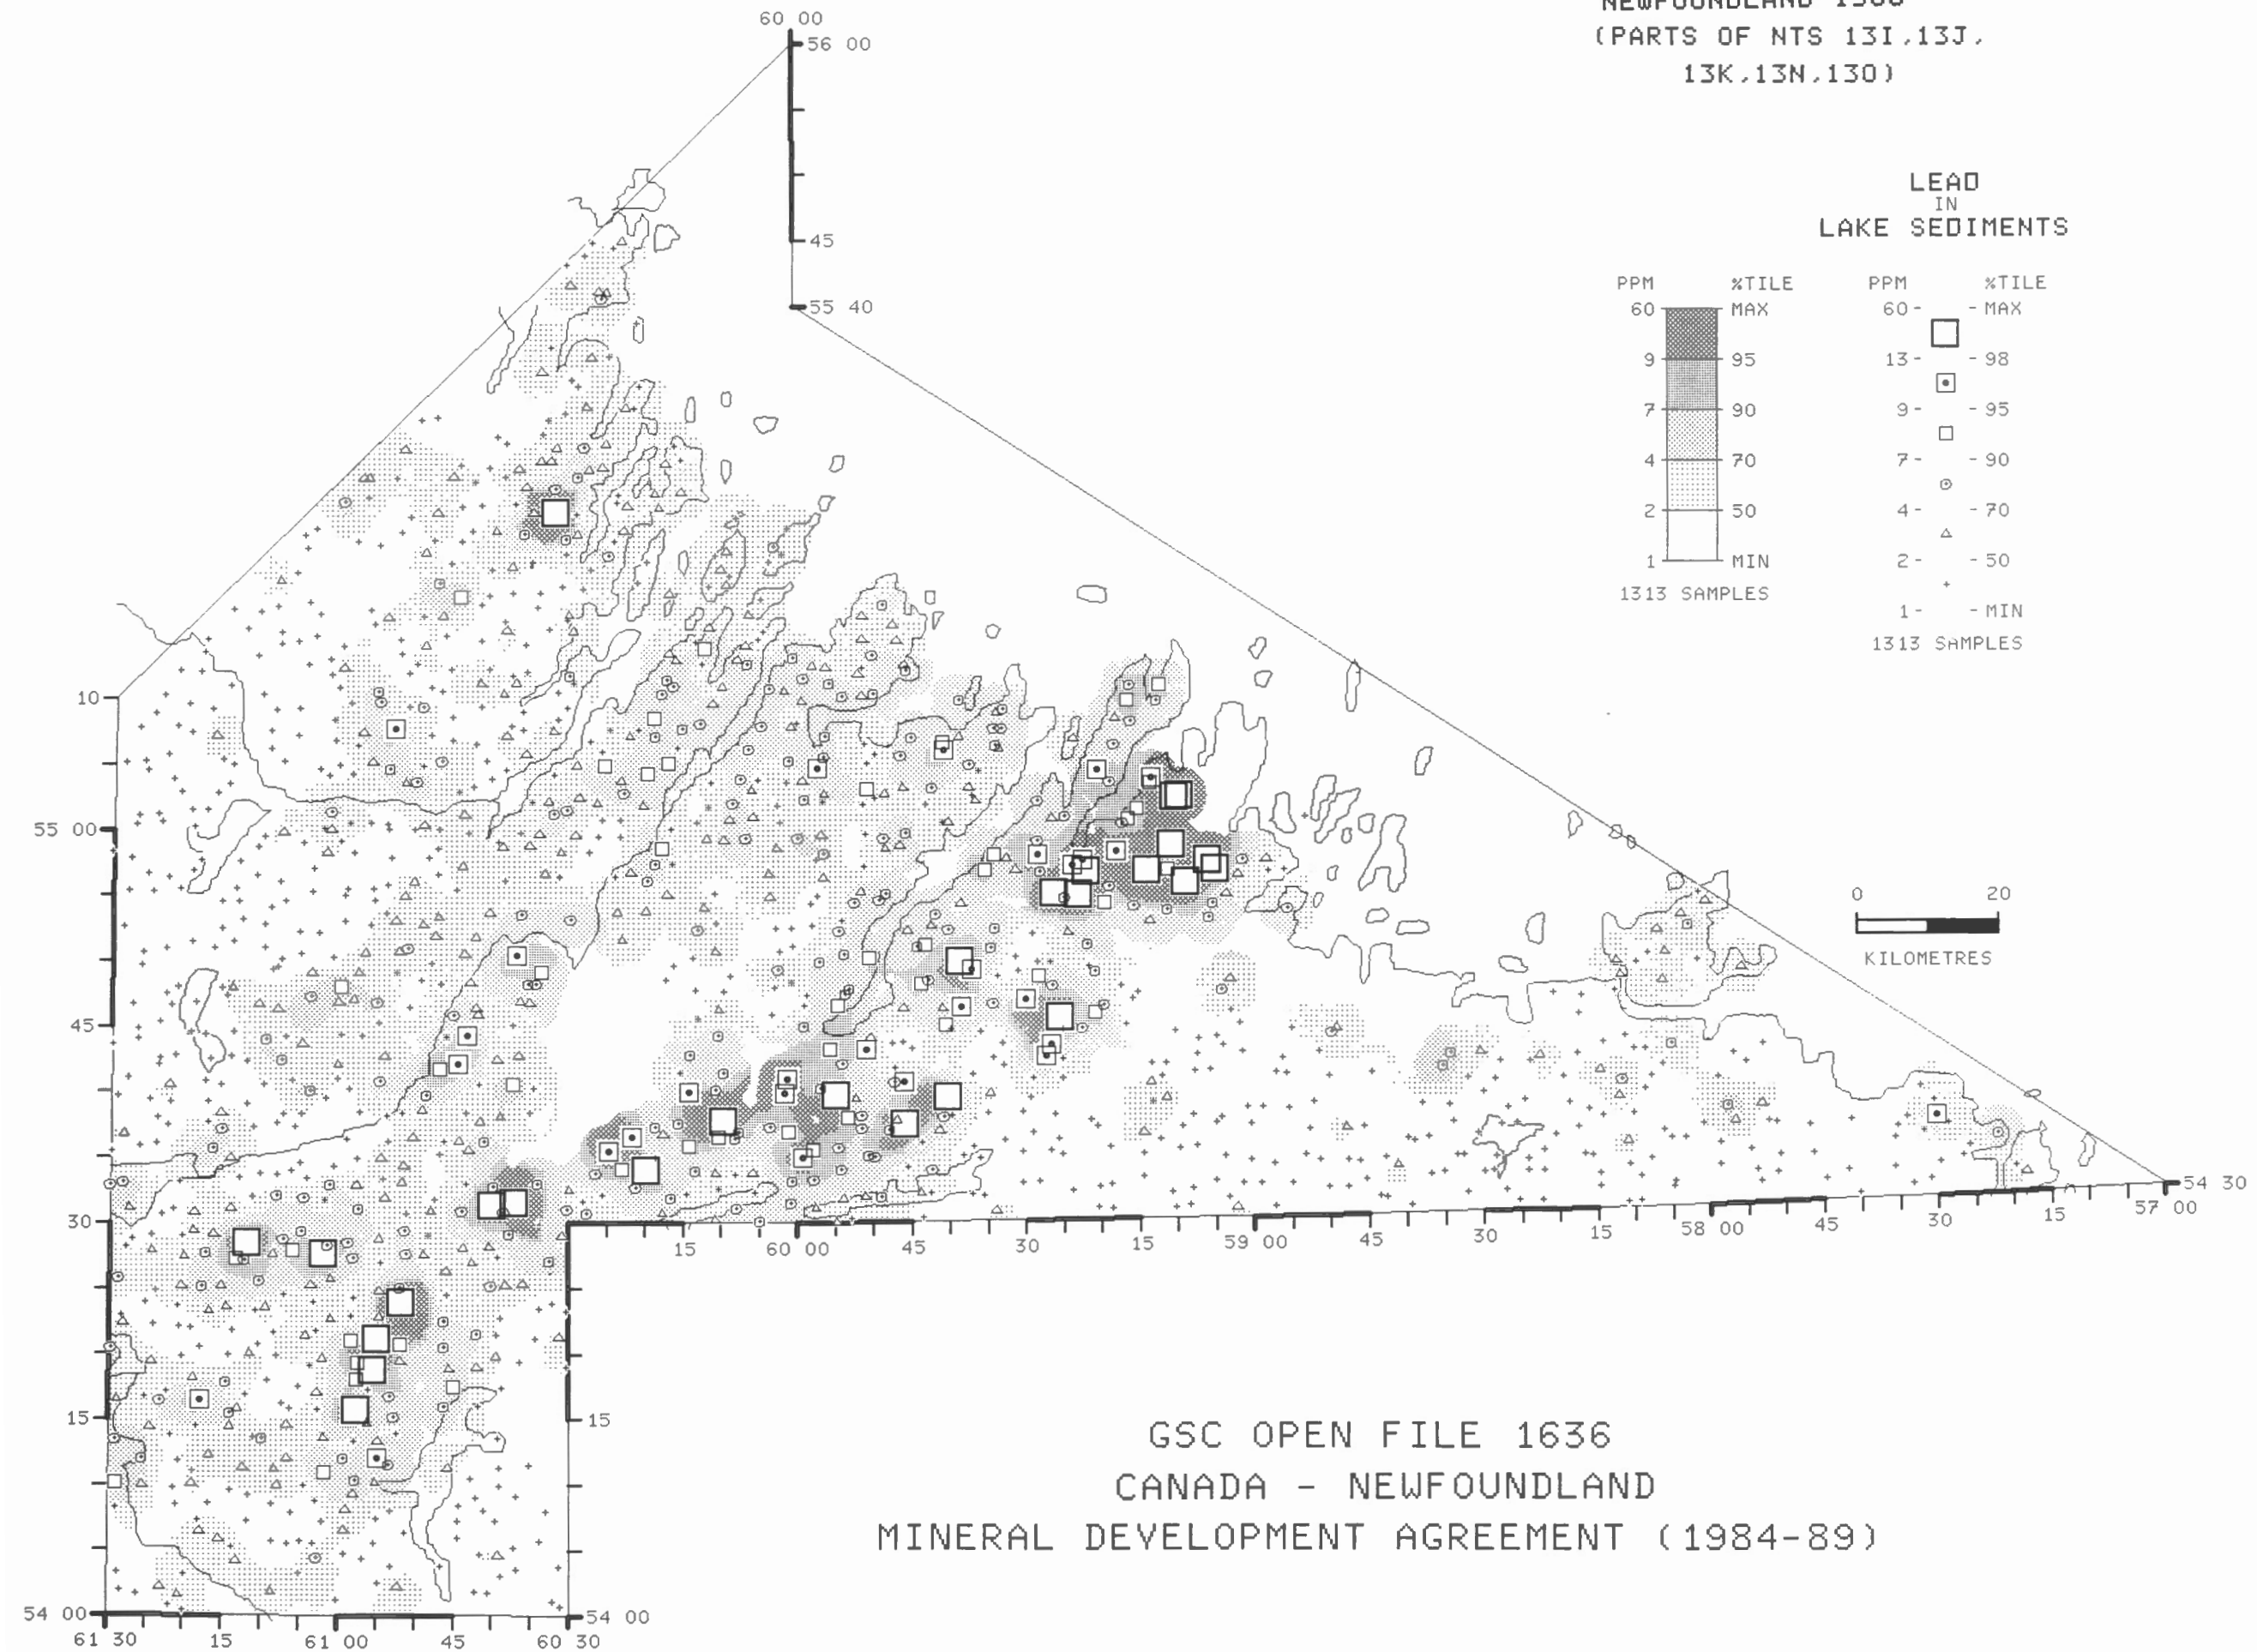 NEWFOUNDLAND
(PARTS OF NTS 13I,13J,
13K,13N,13O)
60 00
56 00
45
55 40
LEAD
IN
LAKE SEDIMENTS
PPM %TILE
60 MAX
9 95
7 90
4 70
2 50
1 MIN
1313 SAMPLES
PPM %TILE
60- -MAX
13- -98
9- -95
7- -90
4- -70
2- -50
1- -MIN
1313 SAMPLES
10
55 00
45
30
15
54 00
0 20
KILOMETRES
54 30
57 00
15
30
45
58 00
15
30
45
59 00
15
30
45
60 00
15
15
54 00
61 30
15
61 00
45
60 30
GSC OPEN FILE 1636
CANADA - NEWFOUNDLAND
MINERAL DEVELOPMENT AGREEMENT (1984-89)